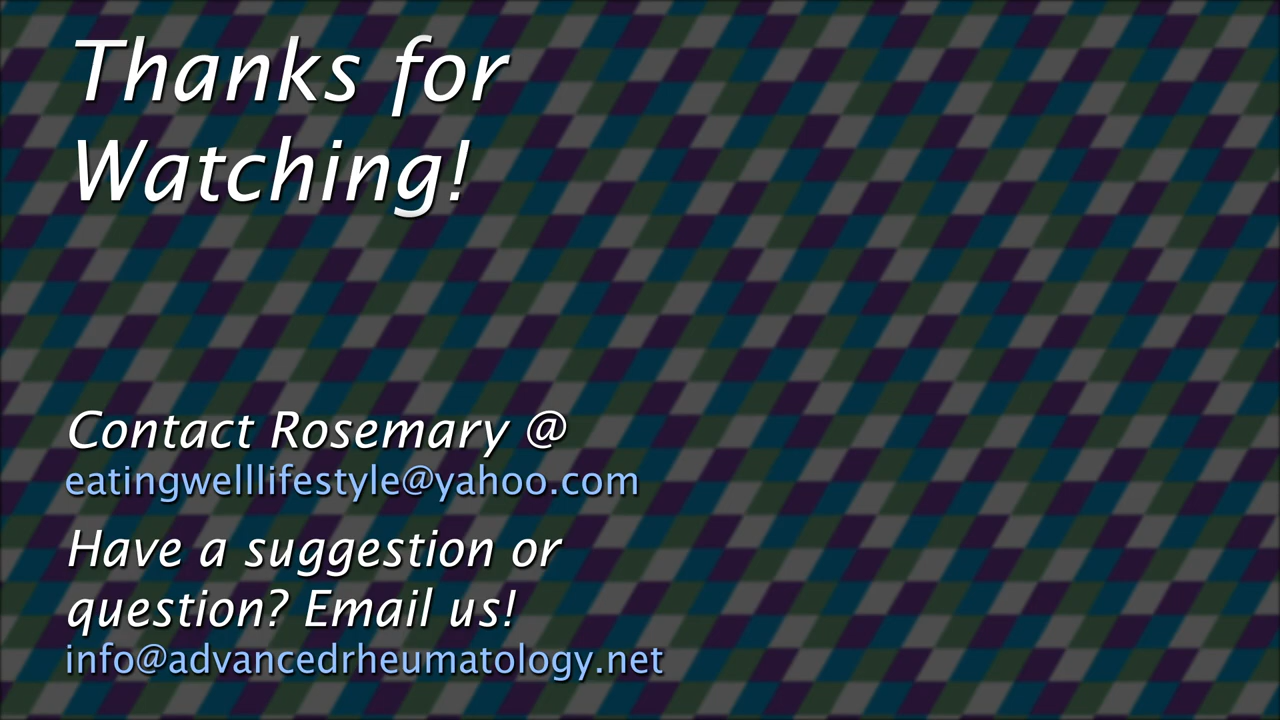 Thanks for
Watching!
Contact Rosemary @
eatingwelllifestyle@yahoo.com
Have a suggestion or
question? Email us!
info@advancedrheumatology.net